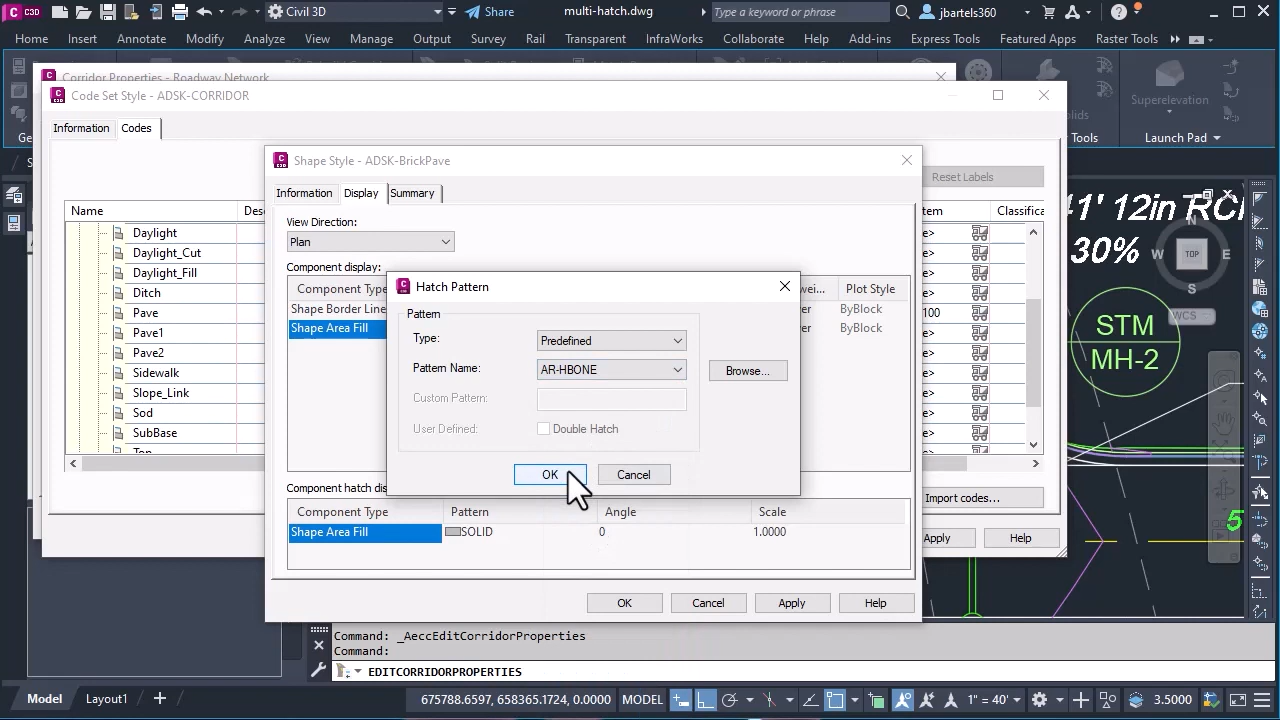 C3D Civil 3D Share multi-hatch.dwg Type a keyword or phrase jbartels360
Home Insert Annotate Modify Analyze View Manage Output Survey Rail Transparent InfraWorks Collaborate Help Add-ins Express Tools Featured Apps Raster Tools
Corridor Properties - Roadway Network
Code Set Style - ADSK-CORRIDOR
Superelevation
Information Codes
Tools Launch Pad
Shape Style - ADSK-BrickPave
Reset Labels
Information Display Summary
Name
Classifica
View Direction:
Plan
Daylight
Daylight_Cut
Daylight_Fill
Ditch
Pave
Pave1
Pave2
Sidewalk
Slope_Link
Sod
SubBase
Component display:
Component Type Plot Style
Shape Border Line ByBlock
Shape Area Fill ByBlock
Hatch Pattern
Pattern
Type: Predefined
Pattern Name: AR-HBONE Browse...
Custom Pattern:
User Defined: Double Hatch
OK Cancel
Component hatch dis
Component Type Pattern Angle Scale
Shape Area Fill SOLID 0 1.0000
Import codes...
Apply Help
OK Cancel Apply Help
41' 12in RC
30%
N
W TOP E
S
WCS
STM
MH-2
5
Command: _AeccEditCorridorProperties
Command:
EDITCORRIDORPROPERTIES
Model Layout1 + 675788.6597, 658365.1724, 0.0000 MODEL 1" = 40' 3.5000